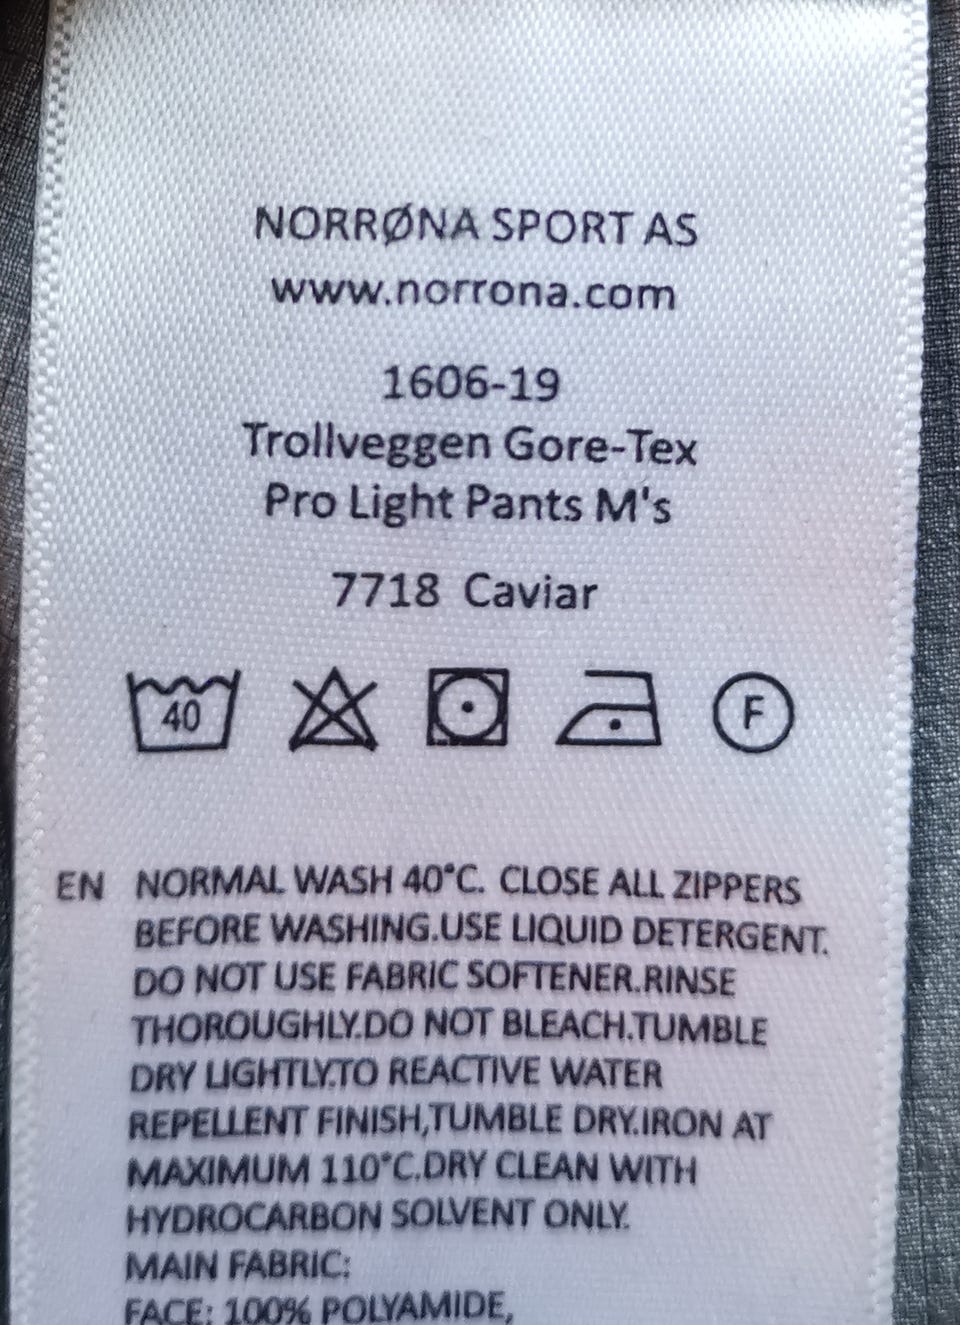 NORRØNA SPORT AS
www.norrona.com
1606-19
Trollveggen Gore-Tex
Pro Light Pants M's
7718 Caviar
40 F
EN NORMAL WASH 40°C. CLOSE ALL ZIPPERS
BEFORE WASHING.USE LIQUID DETERGENT.
DO NOT USE FABRIC SOFTENER.RINSE
THOROUGHLY.DO NOT BLEACH.TUMBLE
DRY LIGHTLY.TO REACTIVE WATER
REPELLENT FINISH,TUMBLE DRY.IRON AT
MAXIMUM 110°C.DRY CLEAN WITH
HYDROCARBON SOLVENT ONLY.
MAIN FABRIC:
FACE: 100% POLYAMIDE,